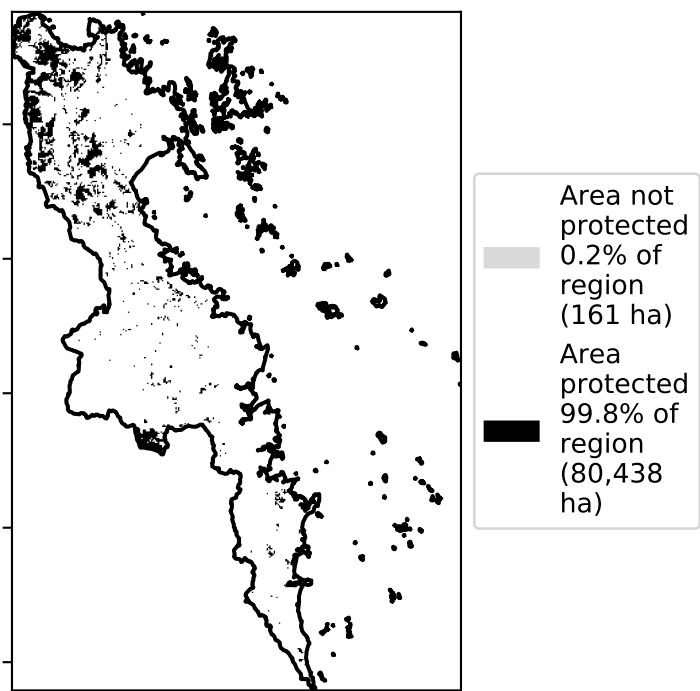 Area not
protected
0.2% of
region
(161 ha)
Area
protected
99.8% of
region
(80,438
ha)